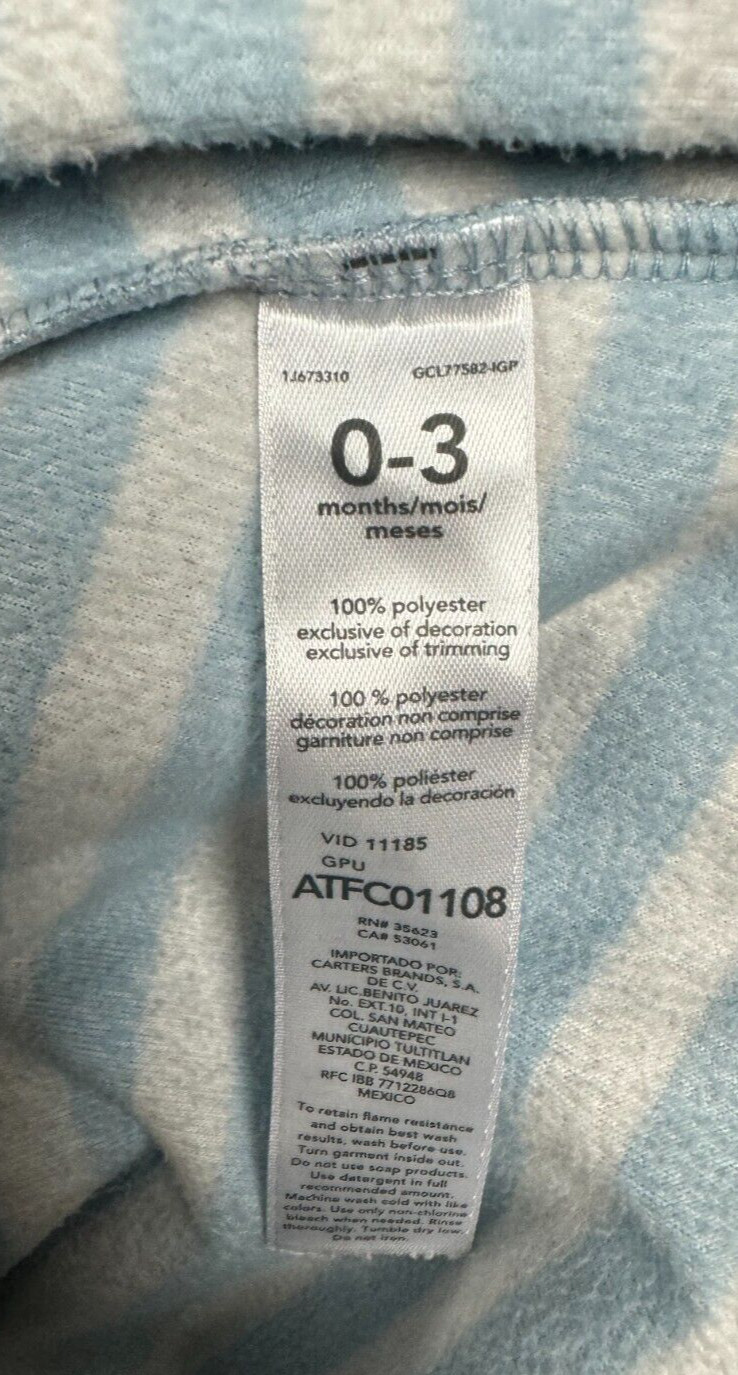 1J673310 GCL77582-IGP
0-3
months/mois/
meses
100% polyester
exclusive of decoration
exclusive of trimming
100 % polyester
décoration non comprise
garniture non comprise
100% poliéster
excluyendo la decoración
VID 11185
GPU
ATFC01108
RN# 35623
CA# 53061
IMPORTADO POR:
CARTERS BRANDS, S.A.
DE C.V.
AV. LIC.BENITO JUAREZ
No. EXT.10, INT I-1
COL. SAN MATEO
CUAUTEPEC
MUNICIPIO TULTITLAN
ESTADO DE MEXICO
C.P. 54948
RFC IBB 7712286Q8
MEXICO
To retain flame resistance
and obtain best wash
results, wash before use.
Turn garment inside out.
Do not use soap products.
Use detergent in full
recommended amount.
Machine wash cold with like
colors. Use only non-chlorine
bleach when needed. Rinse
thoroughly. Tumble dry low.
Do not iron.